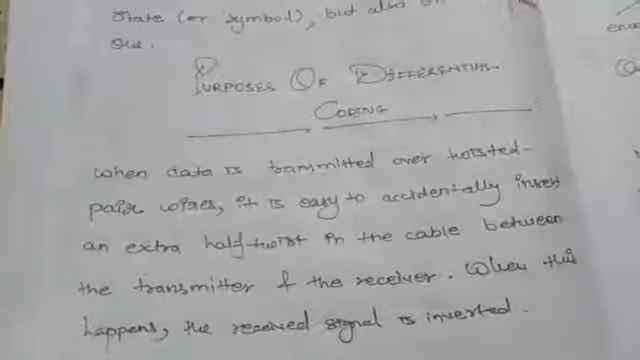 State (or symbol), but also on
one.
PURPOSES OF DIFFERENTIAL
CODING
When data is transmitted over twisted-
pair wires, it is easy to accidentally insert
an extra half-twist in the cable between
the transmitter & the receiver. When this
happens, the received signal is inverted.